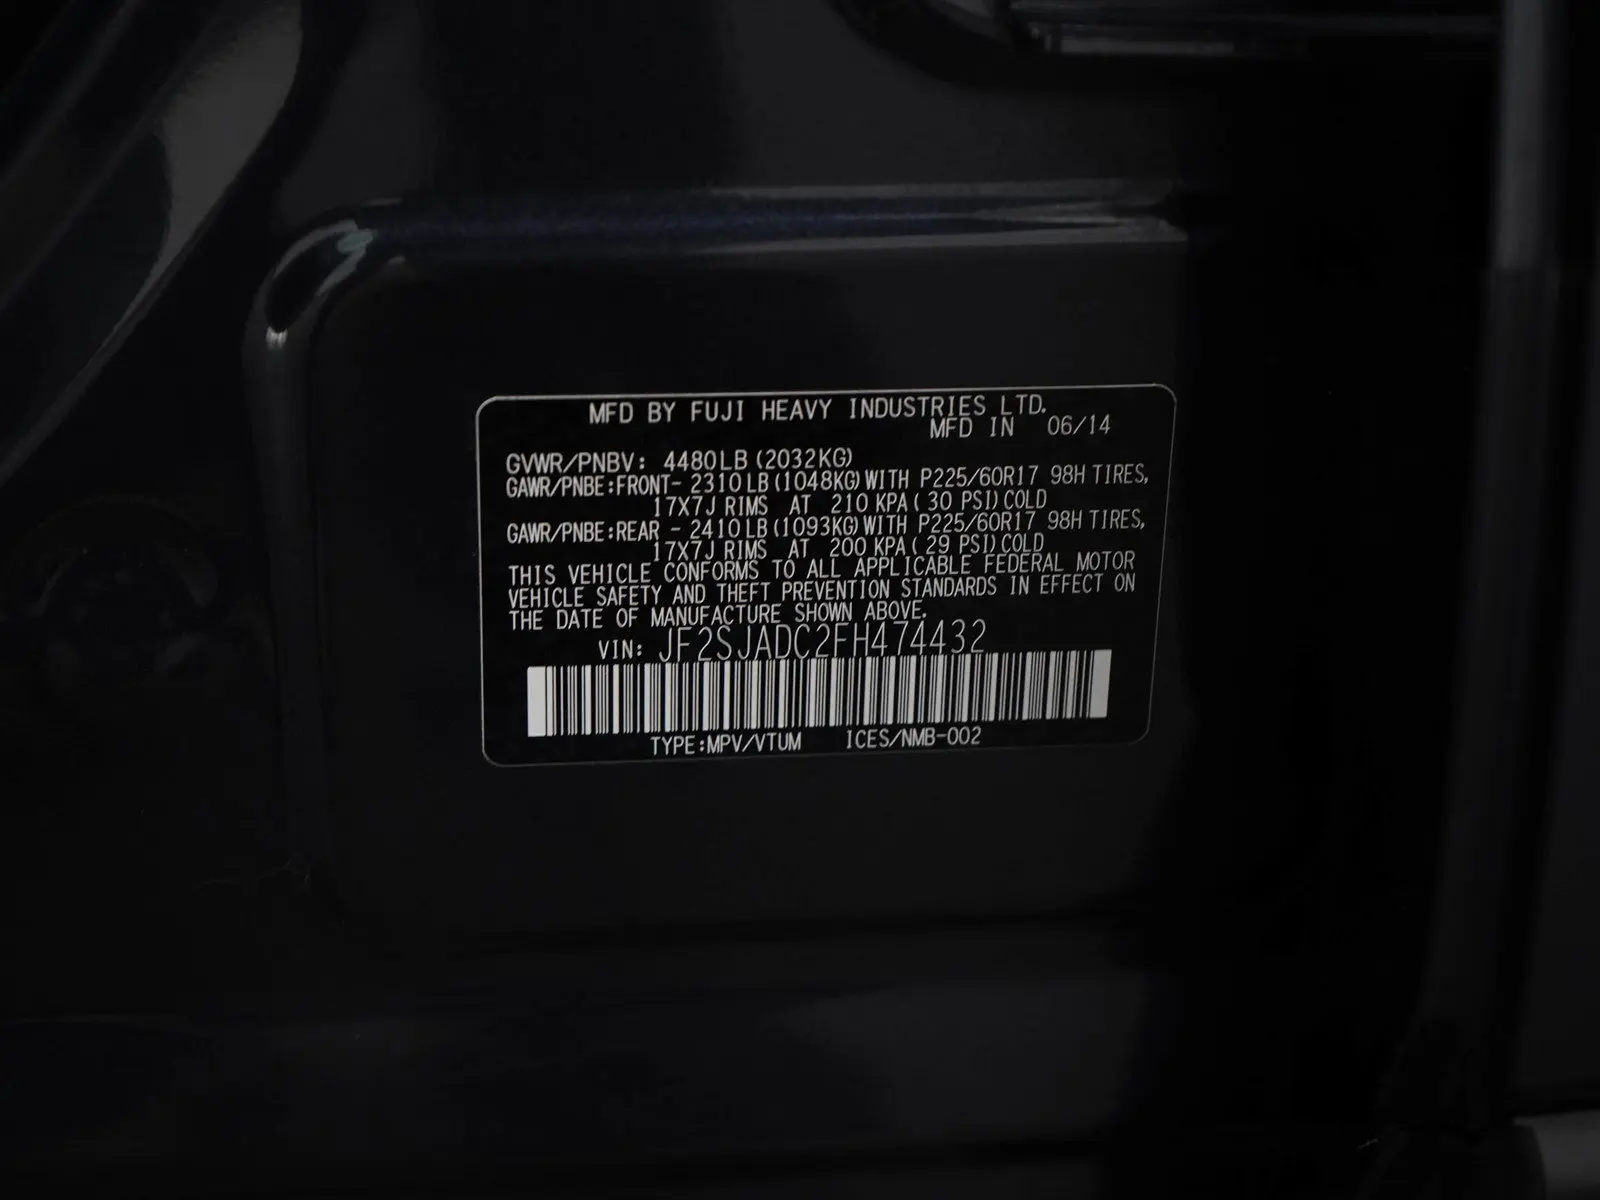 MFD BY FUJI HEAVY INDUSTRIES LTD.
MFD IN 06/14
GVWR/PNBV: 4480LB(2032KG)
GAWR/PNBE:FRONT- 2310LB(1048KG)WITH P225/60R17 98H TIRES,
17X7J RIMS AT 210 KPA( 30 PSI)COLD
GAWR/PNBE:REAR - 2410LB(1093KG)WITH P225/60R17 98H TIRES,
17X7J RIMS AT 200 KPA( 29 PSI)COLD
THIS VEHICLE CONFORMS TO ALL APPLICABLE FEDERAL MOTOR
VEHICLE SAFETY AND THEFT PREVENTION STANDARDS IN EFFECT ON
THE DATE OF MANUFACTURE SHOWN ABOVE.
VIN: JF2SJADC2FH474432
TYPE:MPV/VTUM ICES/NMB-002